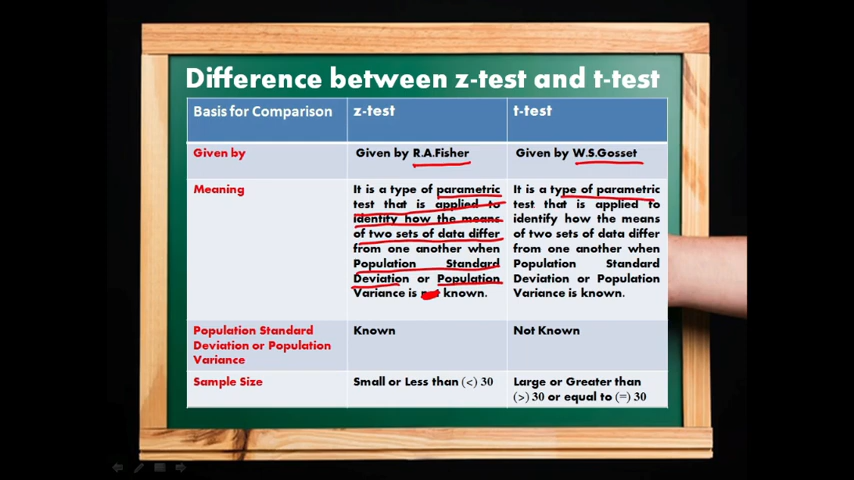 Difference between z-test and t-test
Basis for Comparison
z-test
t-test
Given by
Given by R.A.Fisher
Given by W.S.Gosset
Meaning
It is a type of parametric
test that is applied to
identify how the means
of two sets of data differ
from one another when
Population Standard
Deviation or Population
Variance is known.
It is a type of parametric
test that is applied to
identify how the means
of two sets of data differ
from one another when
Population Standard
Deviation or Population
Variance is known.
Population Standard
Deviation or Population
Variance
Known
Not Known
Sample Size
Small or Less than (<) 30
Large or Greater than
(>) 30 or equal to (=) 30